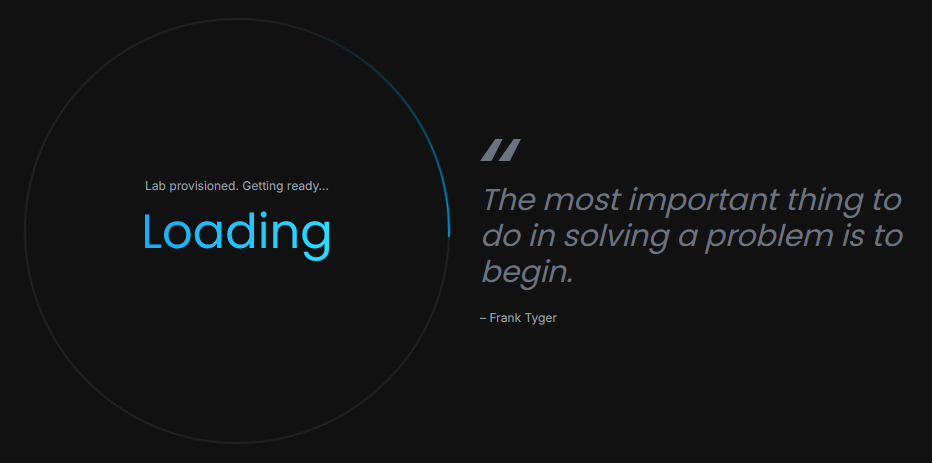 Lab provisioned. Getting ready...
Loading
The most important thing to
do in solving a problem is to
begin.
– Frank Tyger